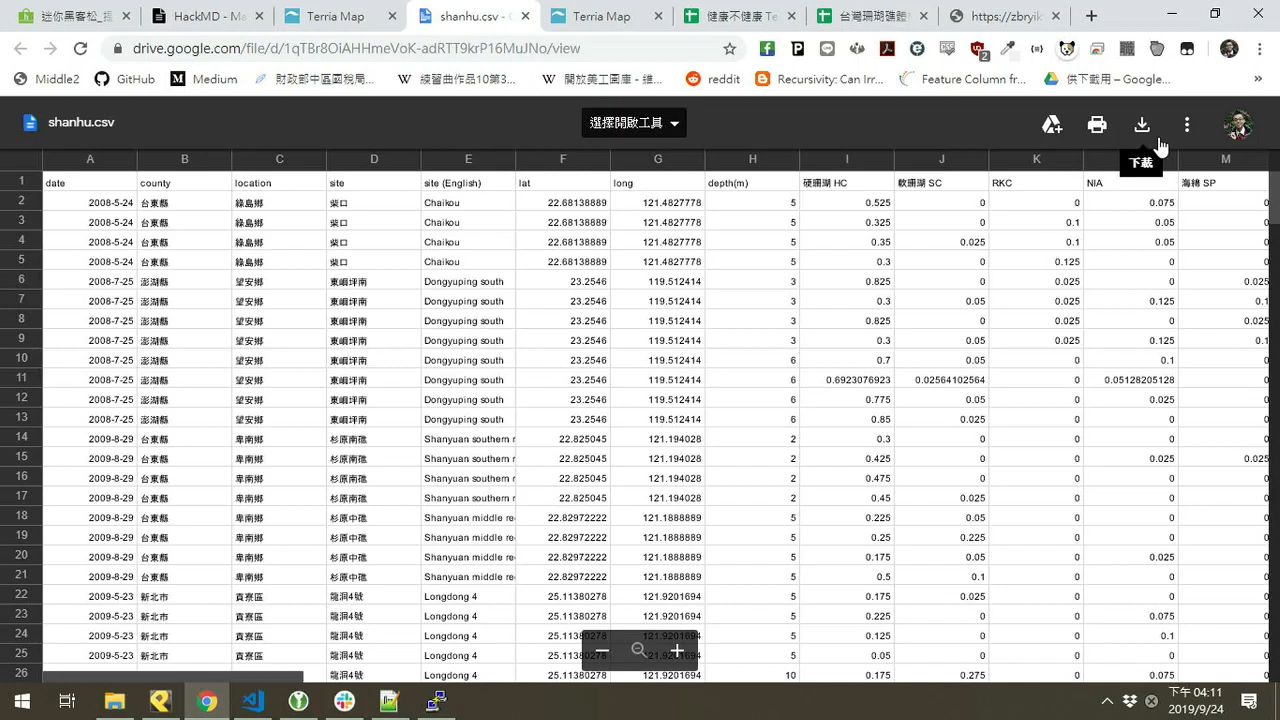 迷你黑客松_
HackMD - Ma
Terria Map
shanhu.csv -
Terria Map
健康不健康 Te
台灣珊瑚礁體
https://zbryik
drive.google.com/file/d/1qTBr8OiAHHmeVoK-adRTT9krP16MuJNo/view
Middle2
GitHub
Medium
財政部中區國稅局...
練習曲作品10第3...
開放美工圖庫 - 維...
reddit
Recursivity: Can Irr...
Feature Column fr...
供下載用 – Google...
shanhu.csv
選擇開啟工具
下載
A B C D E F G H I J K M
1 date county location site site (English) lat long depth(m) 硬珊瑚 HC 軟珊瑚 SC RKC NIA 海綿 SP
2 2008-5-24 台東縣 綠島鄉 柴口 Chaikou 22.68138889 121.4827778 5 0.525 0 0 0.075 0
3 2008-5-24 台東縣 綠島鄉 柴口 Chaikou 22.68138889 121.4827778 5 0.325 0 0.1 0.05 0
4 2008-5-24 台東縣 綠島鄉 柴口 Chaikou 22.68138889 121.4827778 5 0.35 0.025 0.1 0.05 0
5 2008-5-24 台東縣 綠島鄉 柴口 Chaikou 22.68138889 121.4827778 5 0.3 0 0.125 0 0
6 2008-7-25 澎湖縣 望安鄉 東嶼坪南 Dongyuping south 23.2546 119.512414 3 0.825 0 0.025 0 0.025
7 2008-7-25 澎湖縣 望安鄉 東嶼坪南 Dongyuping south 23.2546 119.512414 3 0.3 0.05 0.025 0.125 0.1
8 2008-7-25 澎湖縣 望安鄉 東嶼坪南 Dongyuping south 23.2546 119.512414 3 0.825 0 0.025 0 0.025
9 2008-7-25 澎湖縣 望安鄉 東嶼坪南 Dongyuping south 23.2546 119.512414 3 0.3 0.05 0.025 0.125 0.1
10 2008-7-25 澎湖縣 望安鄉 東嶼坪南 Dongyuping south 23.2546 119.512414 6 0.7 0.05 0 0.1 0
11 2008-7-25 澎湖縣 望安鄉 東嶼坪南 Dongyuping south 23.2546 119.512414 6 0.6923076923 0.02564102564 0 0.05128205128 0
12 2008-7-25 澎湖縣 望安鄉 東嶼坪南 Dongyuping south 23.2546 119.512414 6 0.775 0.05 0 0.025 0
13 2008-7-25 澎湖縣 望安鄉 東嶼坪南 Dongyuping south 23.2546 119.512414 6 0.85 0.025 0 0 0
14 2009-8-29 台東縣 卑南鄉 杉原南礁 Shanyuan southern r 22.825045 121.194028 2 0.3 0 0 0 0
15 2009-8-29 台東縣 卑南鄉 杉原南礁 Shanyuan southern r 22.825045 121.194028 2 0.425 0 0 0.025 0.025
16 2009-8-29 台東縣 卑南鄉 杉原南礁 Shanyuan southern r 22.825045 121.194028 2 0.475 0 0 0 0
17 2009-8-29 台東縣 卑南鄉 杉原南礁 Shanyuan southern r 22.825045 121.194028 2 0.45 0.025 0 0 0
18 2009-8-29 台東縣 卑南鄉 杉原中礁 Shanyuan middle re 22.82972222 121.1888889 5 0.225 0.05 0 0 0
19 2009-8-29 台東縣 卑南鄉 杉原中礁 Shanyuan middle re 22.82972222 121.1888889 5 0.25 0.225 0 0 0
20 2009-8-29 台東縣 卑南鄉 杉原中礁 Shanyuan middle re 22.82972222 121.1888889 5 0.175 0.05 0 0.025 0
21 2009-8-29 台東縣 卑南鄉 杉原中礁 Shanyuan middle re 22.82972222 121.1888889 5 0.5 0.1 0 0 0
22 2009-5-23 新北市 貢寮區 龍洞4號 Longdong 4 25.11380278 121.9201694 5 0.175 0.025 0 0 0
23 2009-5-23 新北市 貢寮區 龍洞4號 Longdong 4 25.11380278 121.9201694 5 0.225 0 0 0.075 0
24 2009-5-23 新北市 貢寮區 龍洞4號 Longdong 4 25.11380278 121.9201694 5 0.125 0 0 0.1 0
25 2009-5-23 新北市 貢寮區 龍洞4號 Longdong 4 25.11380278 121.9201694 5 0.05 0 0 0 0
26 2009-5-23 新北市 貢寮區 龍洞4號 Longdong 4 25.11380278 121.9201694 10 0.175 0.275 0 0.075 0
下午 04:11
2019/9/24